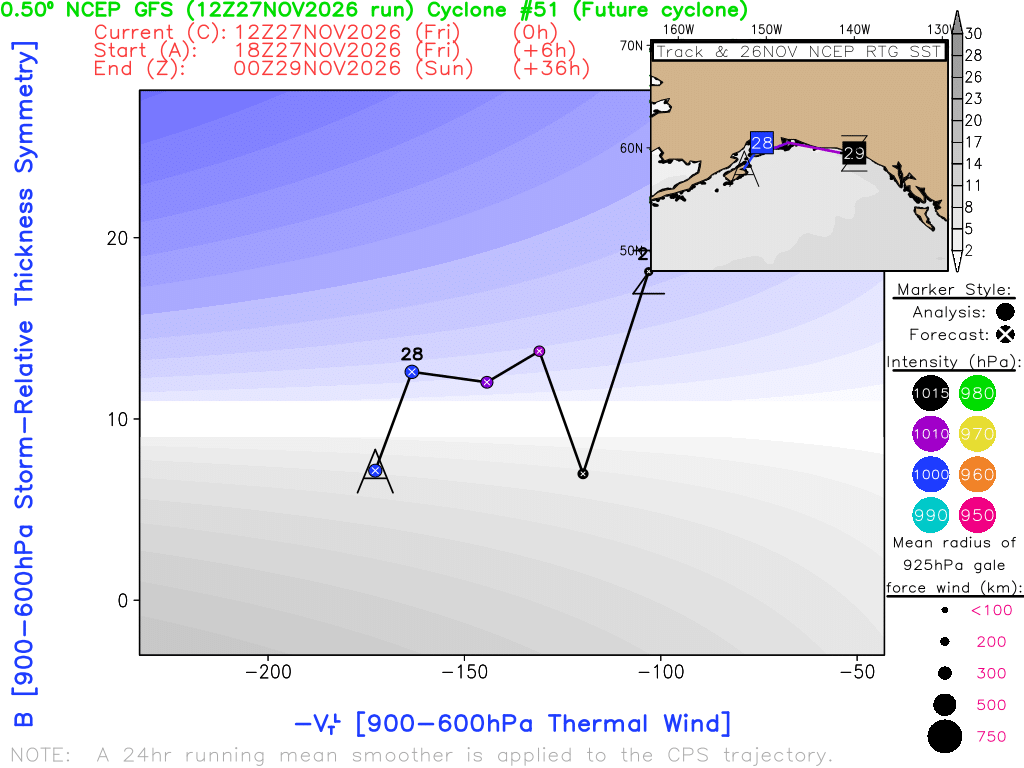 0.50° NCEP GFS (12Z27NOV2026 run) Cyclone #51 (Future cyclone)
Current (C): 12Z27NOV2026 (Fri) (0h)
Start (A): 18Z27NOV2026 (Fri) (+6h)
End (Z): 00Z29NOV2026 (Sun) (+36h)
160W 150W 140W 130W
70N
60N
50N
Track & 26NOV NCEP RTG SST
28
29
A
30
28
26
23
20
17
14
11
8
5
2
B [900−600hPa Storm−Relative Thickness Symmetry]
20
10
0
28
A
−200 −150 −100 −50
−VTL [900−600hPa Thermal Wind]
Marker Style:
Analysis:
Forecast:
Intensity (hPa):
1015 980
1010 970
1000 960
990 950
Mean radius of
925hPa gale
force wind (km):
<100
200
300
500
750
NOTE: A 24hr running mean smoother is applied to the CPS trajectory.